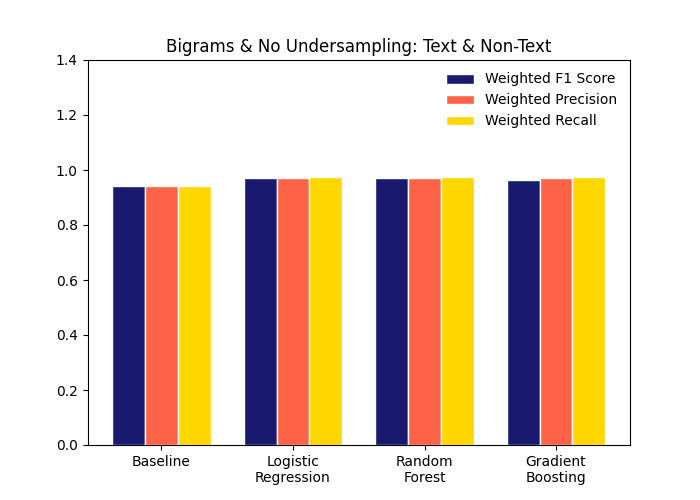 Bigrams & No Undersampling: Text & Non-Text
1.4
1.2
1.0
0.8
0.6
0.4
0.2
0.0
Weighted F1 Score
Weighted Precision
Weighted Recall
Baseline
Logistic
Regression
Random
Forest
Gradient
Boosting